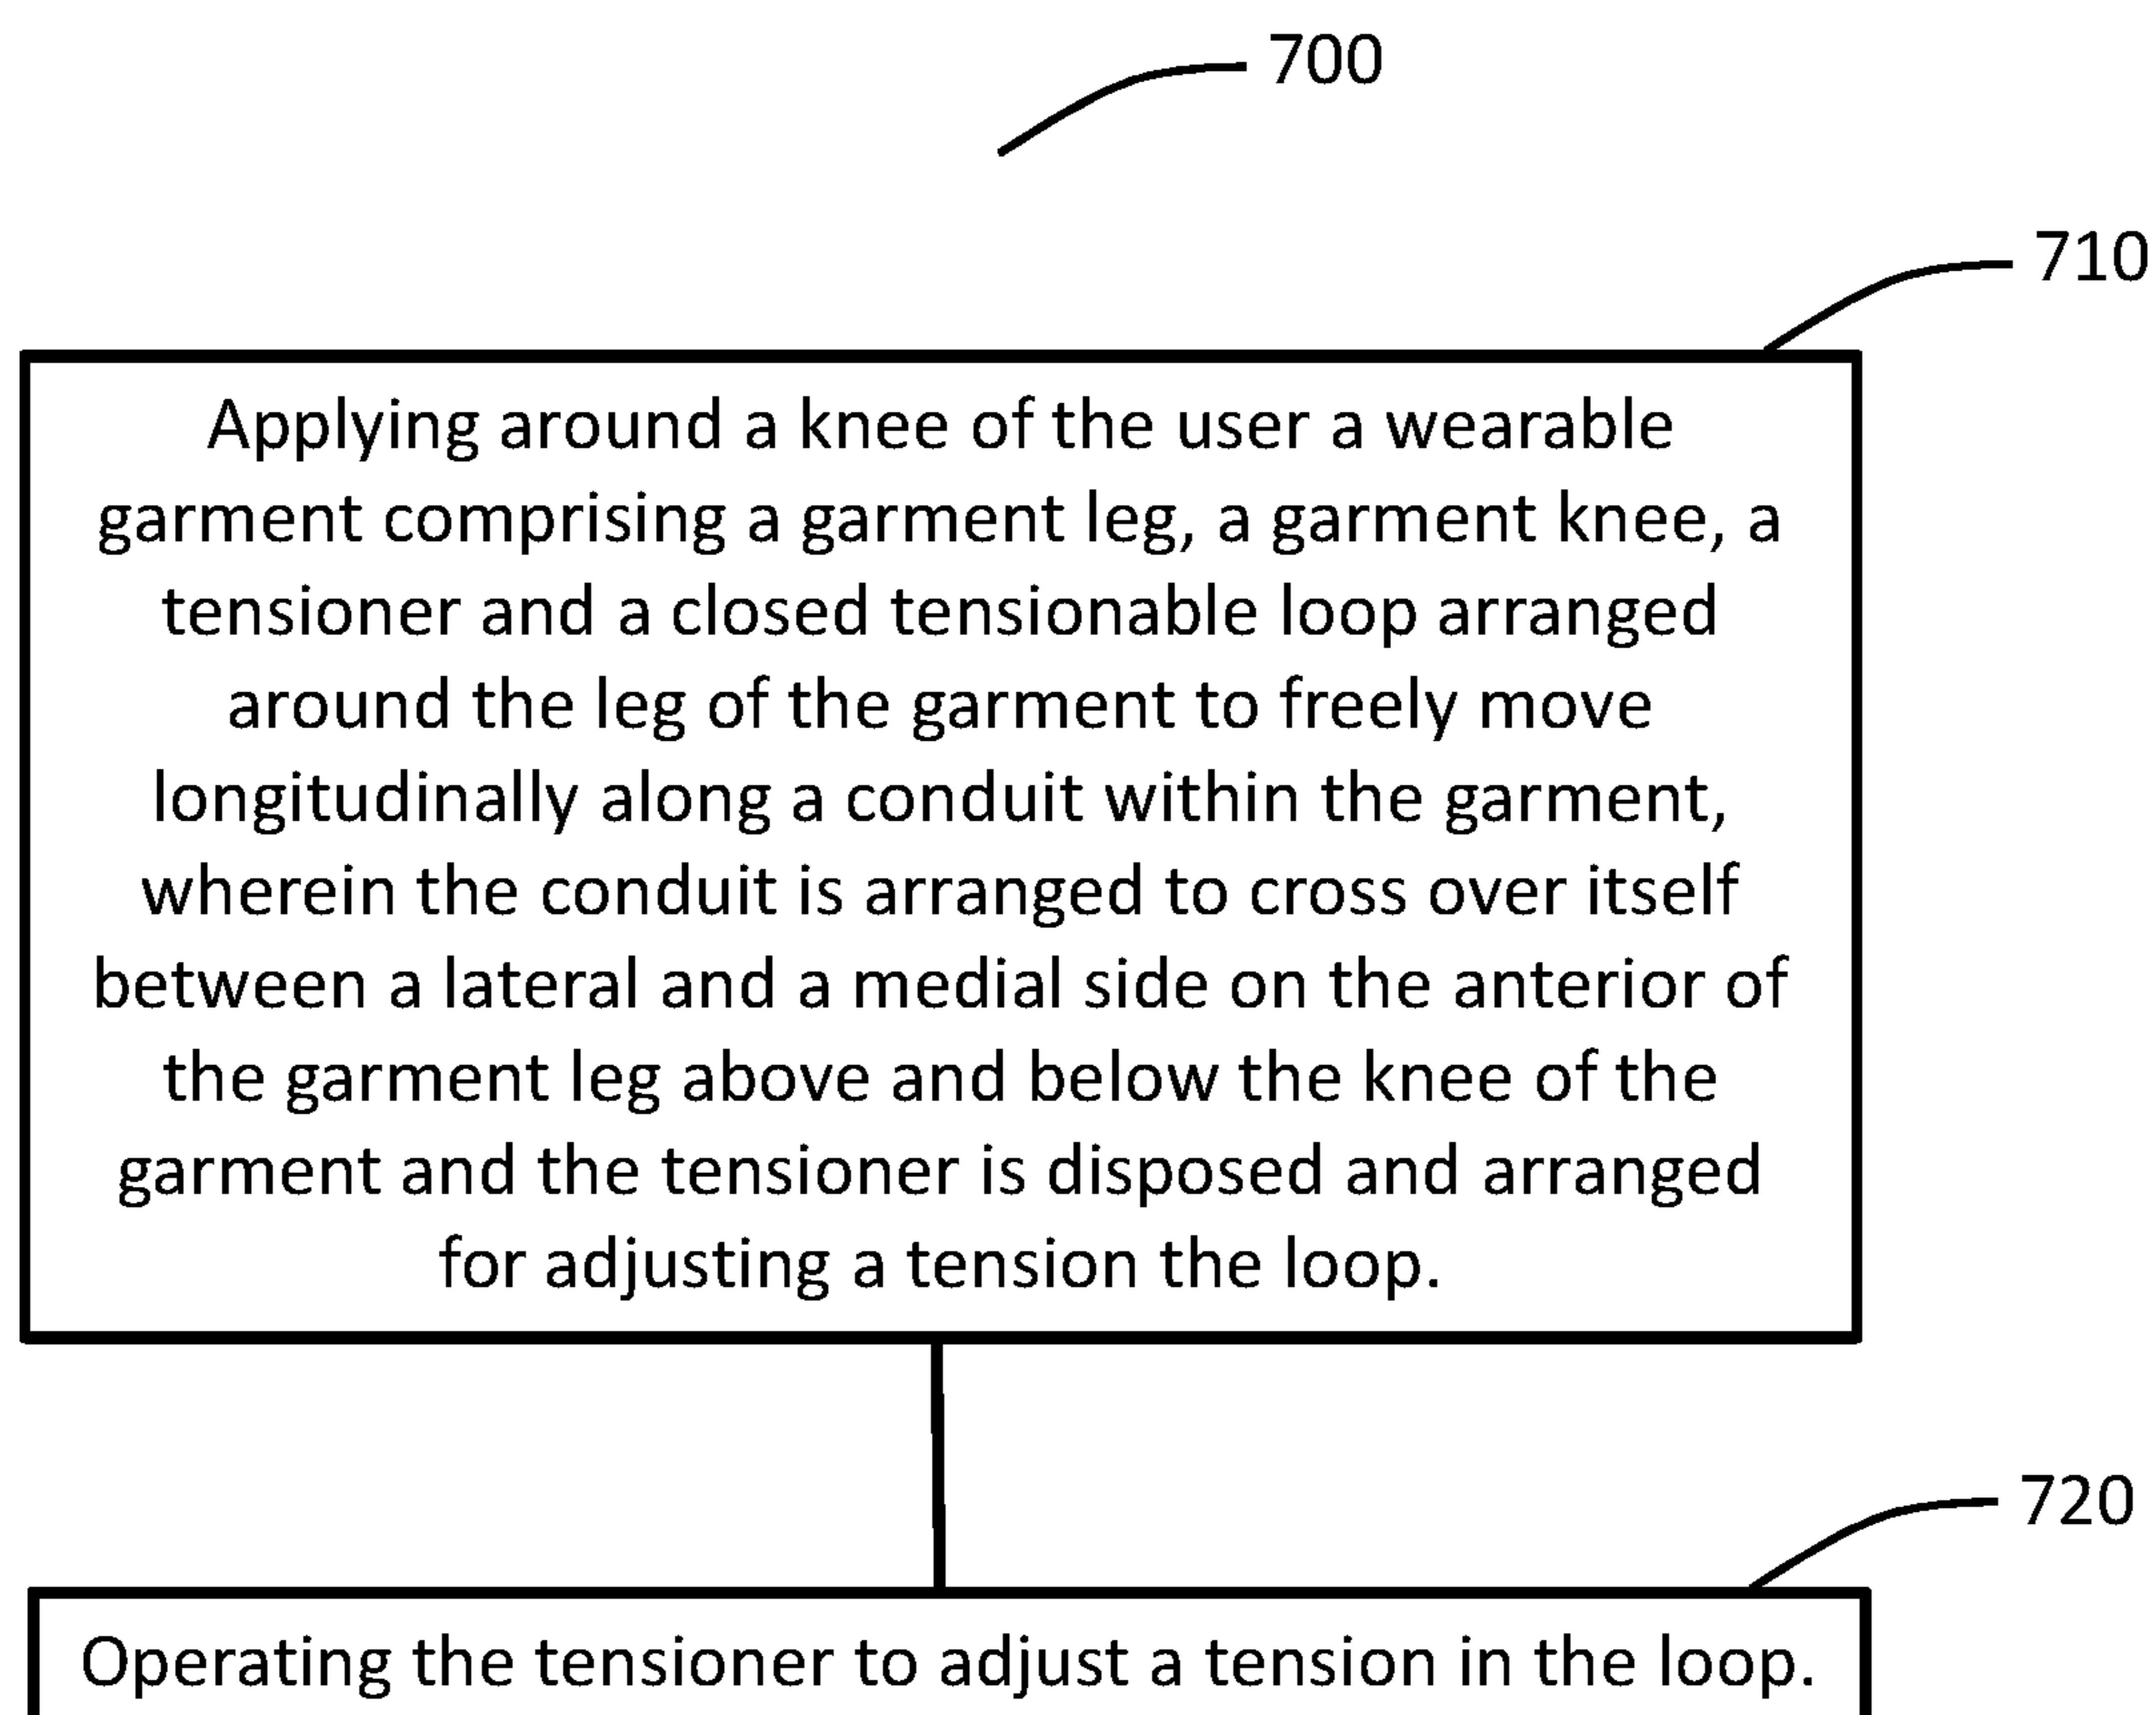 700
710
Applying around a knee of the user a wearable
garment comprising a garment leg, a garment knee, a
tensioner and a closed tensionable loop arranged
around the leg of the garment to freely move
longitudinally along a conduit within the garment,
wherein the conduit is arranged to cross over itself
between a lateral and a medial side on the anterior of
the garment leg above and below the knee of the
garment and the tensioner is disposed and arranged
for adjusting a tension the loop.
720
Operating the tensioner to adjust a tension in the loop.